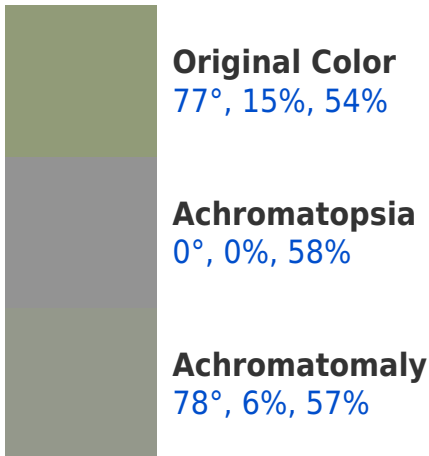 Original Color
77°, 15%, 54%
Achromatopsia
0°, 0%, 58%
Achromatomaly
78°, 6%, 57%